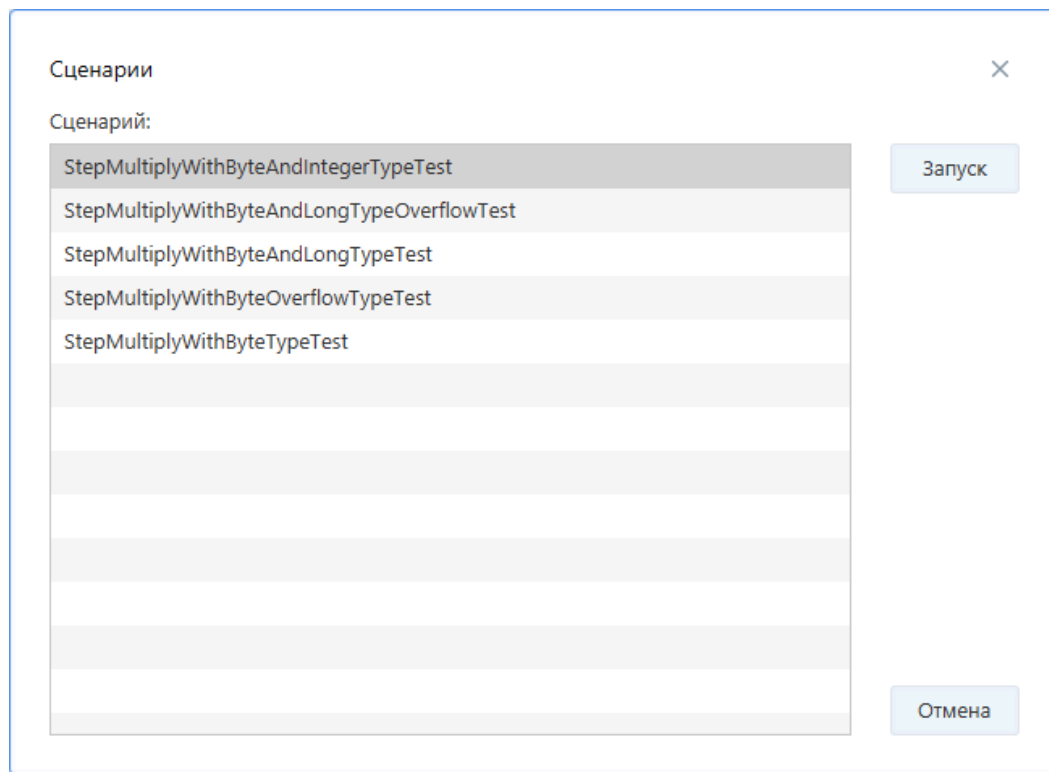 Сценарии
Сценарий:
StepMultiplyWithByteAndIntegerTypeTest
Запуск
StepMultiplyWithByteAndLongTypeOverflowTest
StepMultiplyWithByteAndLongTypeTest
StepMultiplyWithByteOverflowTypeTest
StepMultiplyWithByteTypeTest
Отмена